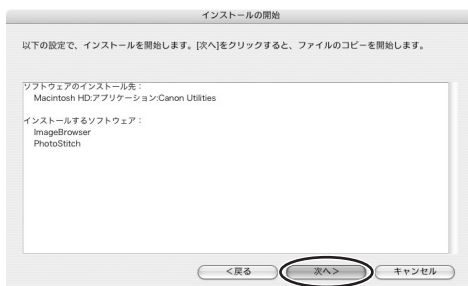 インストールの開始
以下の設定で、インストールを開始します。[次へ]をクリックすると、ファイルのコピーを開始します。
ソフトウェアのインストール先：
Macintosh HD:アプリケーション:Canon Utilities
インストールするソフトウェア：
ImageBrowser
PhotoStitch
<戻る
次へ>
キャンセル